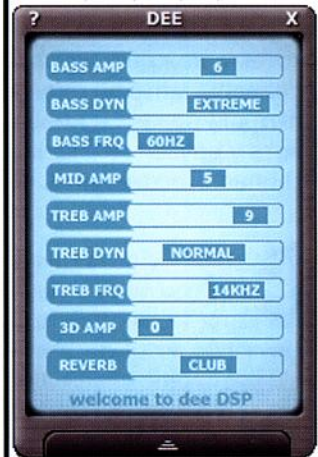 ? DEE X
BASS AMP 6
BASS DYN EXTREME
BASS FRQ 60HZ
MID AMP 5
TREB AMP 9
TREB DYN NORMAL
TREB FRQ 14KHZ
3D AMP 0
REVERB CLUB
welcome to dee DSP